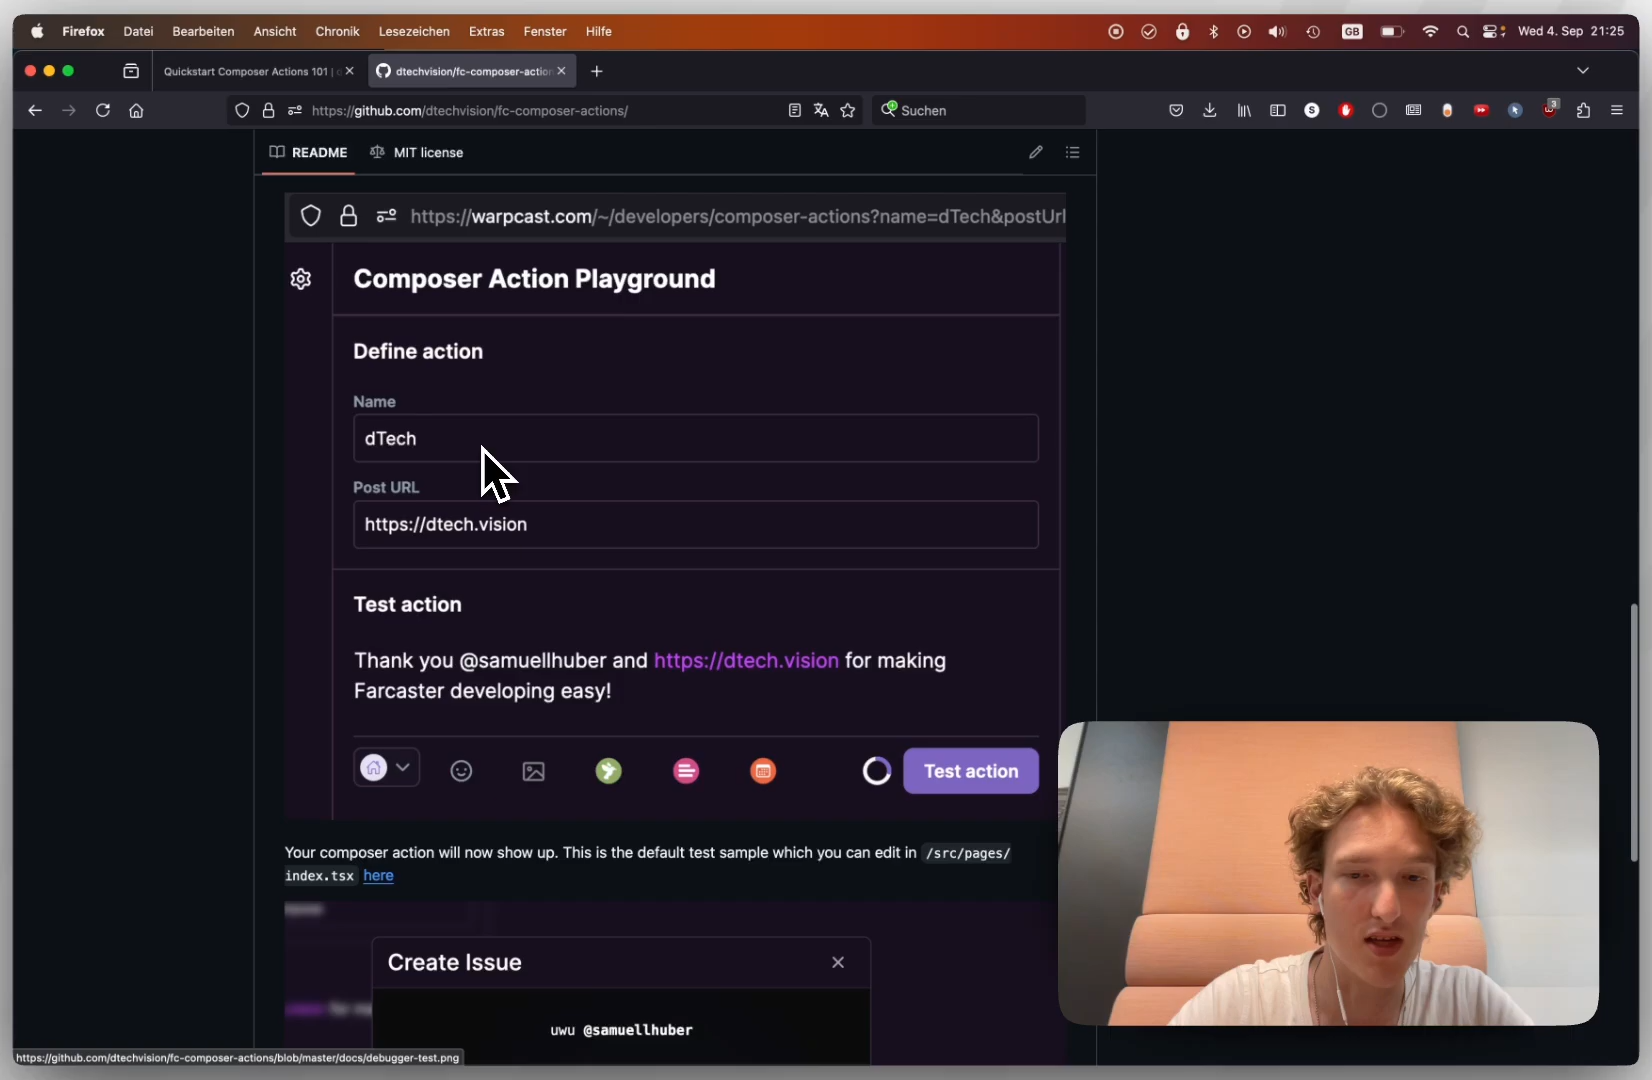 Firefox Datei Bearbeiten Ansicht Chronik Lesezeichen Extras Fenster Hilfe GB Wed 4. Sep 21:25
Quickstart Composer Actions 101 | dtechvision/fc-composer-action
https://github.com/dtechvision/fc-composer-actions/ Suchen
README MIT license
https://warpcast.com/~/developers/composer-actions?name=dTech&postUrl
Composer Action Playground
Define action
Name
dTech
Post URL
https://dtech.vision
Test action
Thank you @samuellhuber and https://dtech.vision for making
Farcaster developing easy!
Test action
Your composer action will now show up. This is the default test sample which you can edit in /src/pages/
index.tsx here
Create Issue
uwu @samuellhuber
https://github.com/dtechvision/fc-composer-actions/blob/master/docs/debugger-test.png